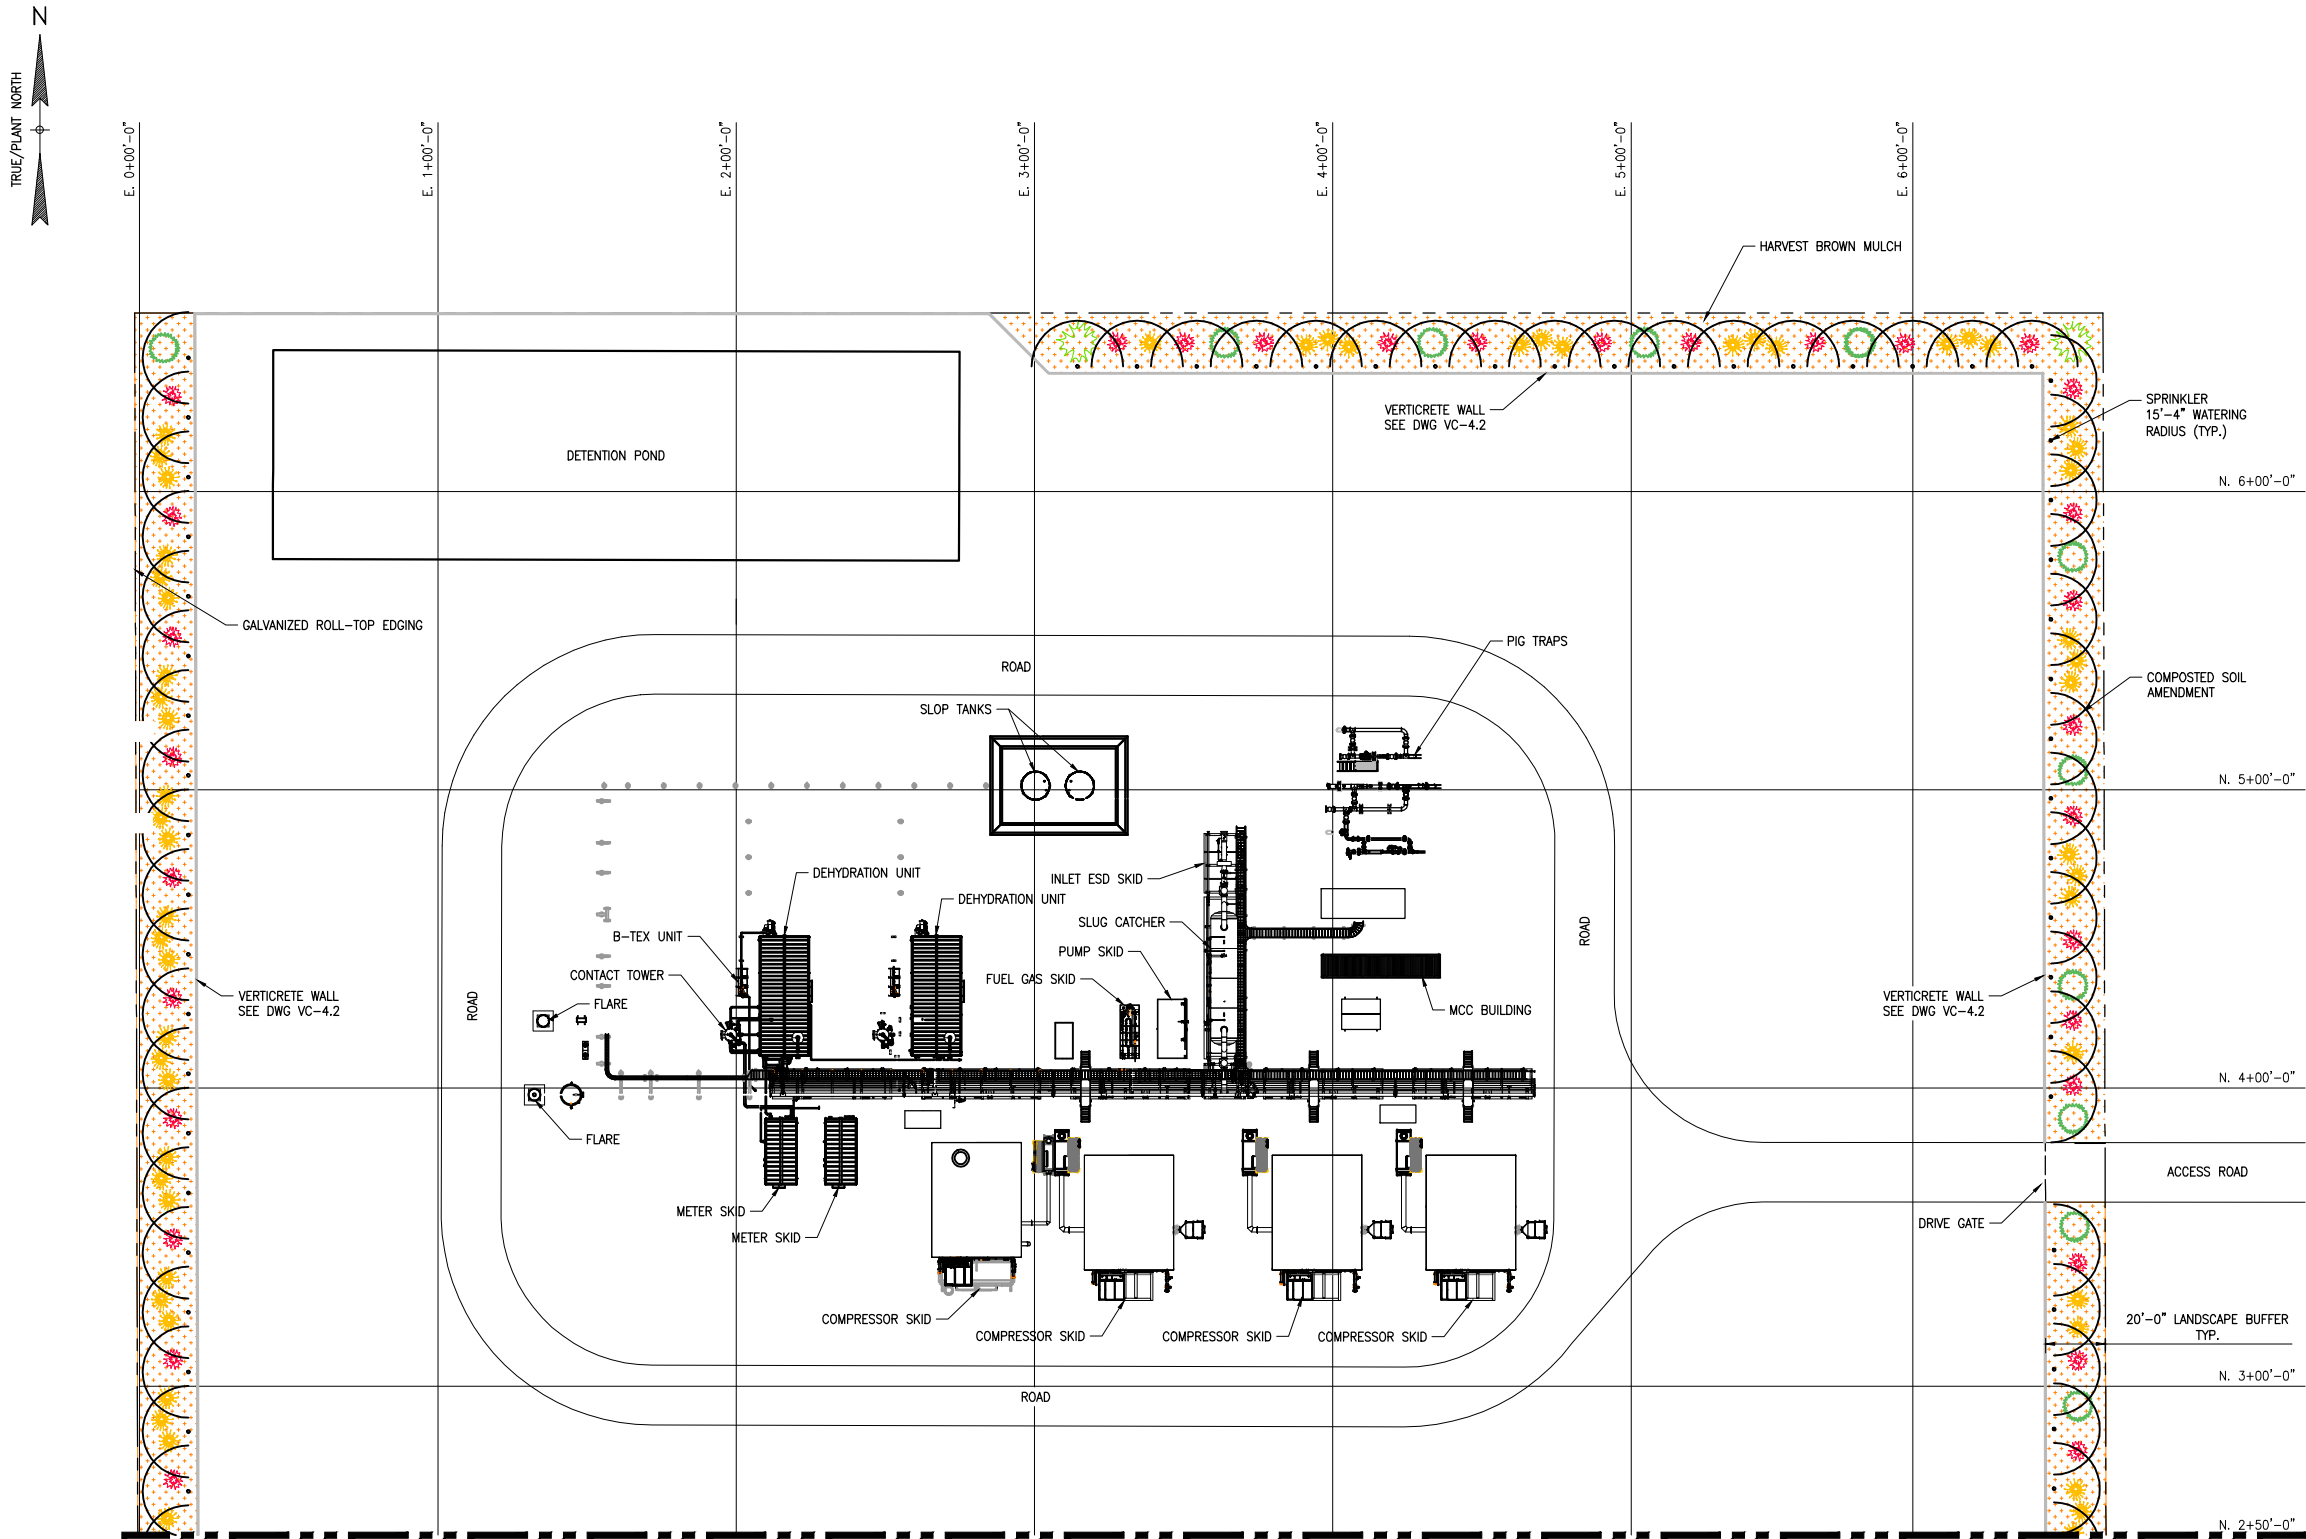 N
TRUE/PLANT NORTH
E. 0+00'-0"
E. 1+00'-0"
E. 2+00'-0"
E. 3+00'-0"
E. 4+00'-0"
E. 5+00'-0"
E. 6+00'-0"
HARVEST BROWN MULCH
VERTICRETE WALL
SEE DWG VC-4.2
SPRINKLER
15'-4" WATERING
RADIUS (TYP.)
DETENTION POND
N. 6+00'-0"
GALVANIZED ROLL-TOP EDGING
PIG TRAPS
ROAD
COMPOSTED SOIL
AMENDMENT
SLOP TANKS
N. 5+00'-0"
DEHYDRATION UNIT
INLET ESD SKID
DEHYDRATION UNIT
SLUG CATCHER
ROAD
B-TEX UNIT
PUMP SKID
CONTACT TOWER
FUEL GAS SKID
VERTICRETE WALL
SEE DWG VC-4.2
FLARE
ROAD
MCC BUILDING
VERTICRETE WALL
SEE DWG VC-4.2
N. 4+00'-0"
FLARE
ACCESS ROAD
METER SKID
METER SKID
DRIVE GATE
COMPRESSOR SKID
COMPRESSOR SKID
COMPRESSOR SKID
COMPRESSOR SKID
20'-0" LANDSCAPE BUFFER
TYP.
N. 3+00'-0"
ROAD
N. 2+50'-0"